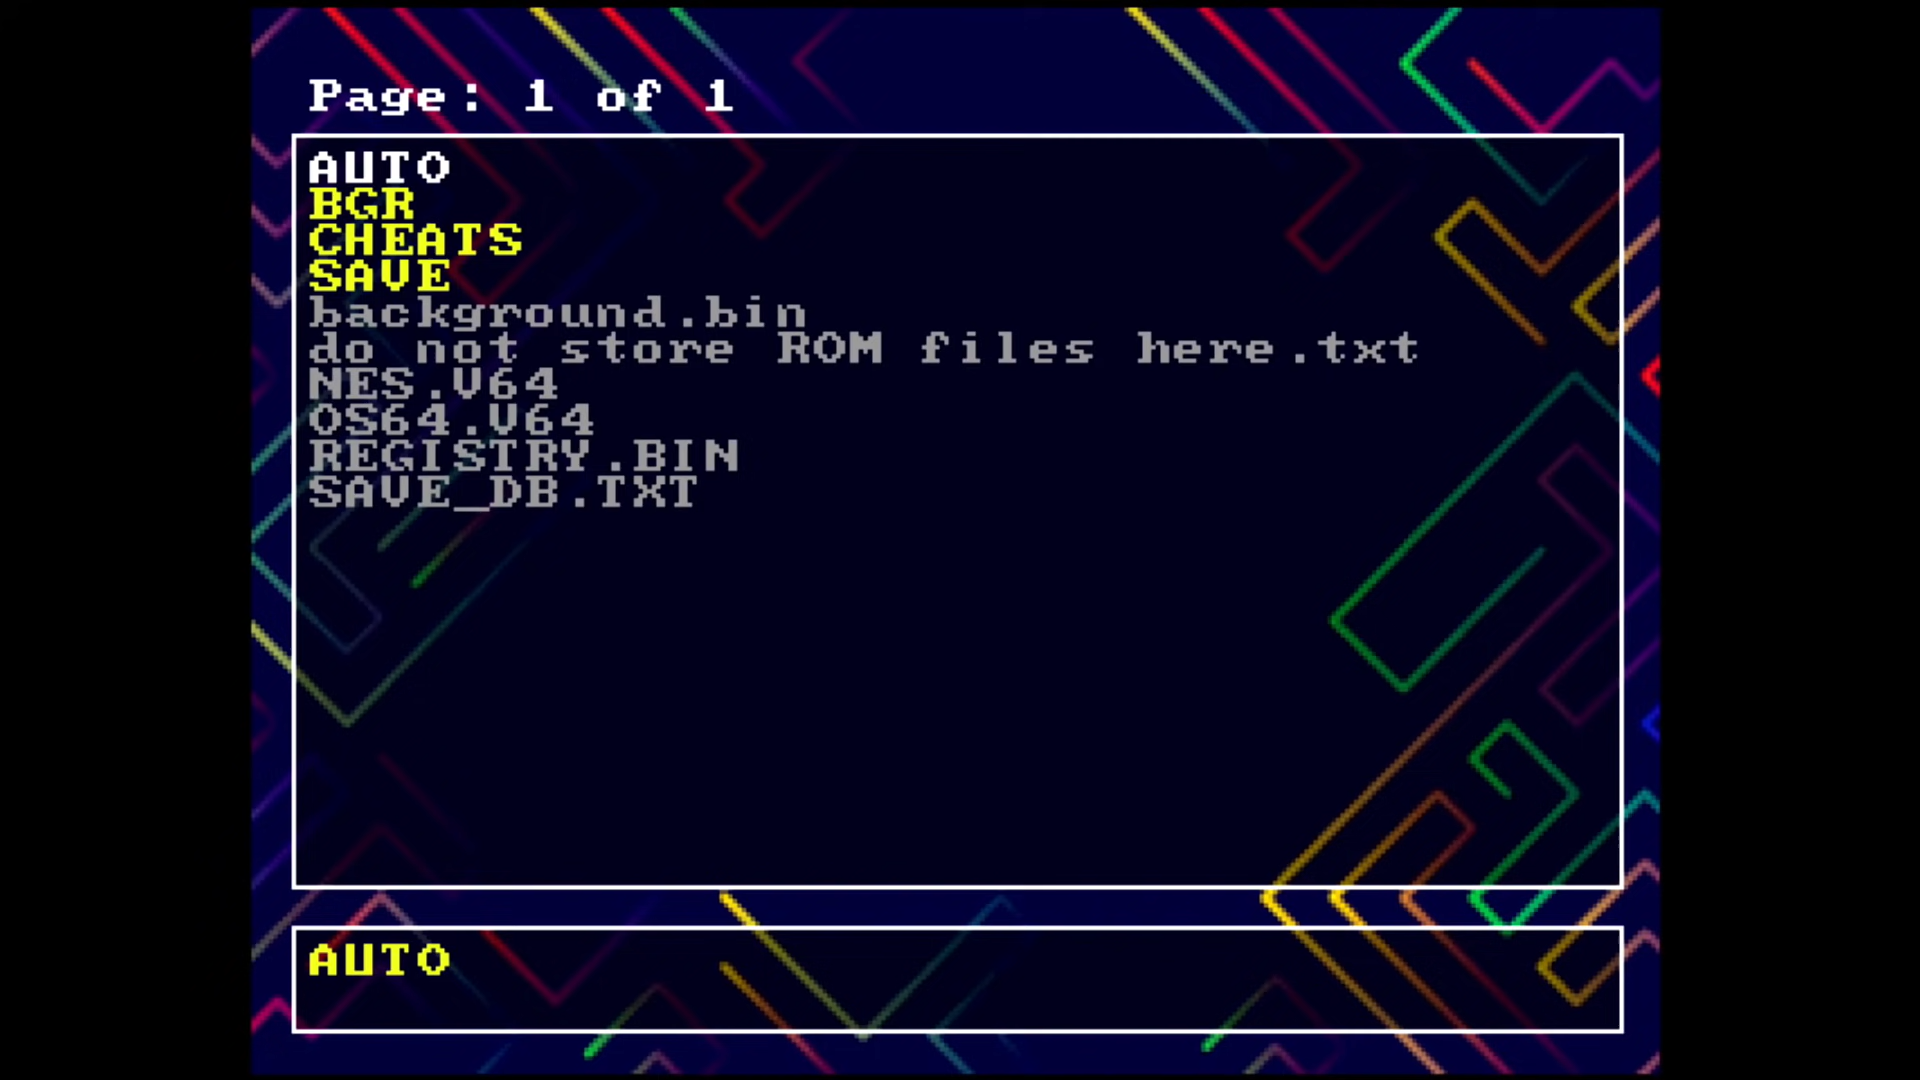 Page: 1 of 1
AUTO
BGR
CHEATS
SAVE
background.bin
do not store ROM files here.txt
NES.V64
OS64.V64
REGISTRY.BIN
SAVE_DB.TXT
AUTO